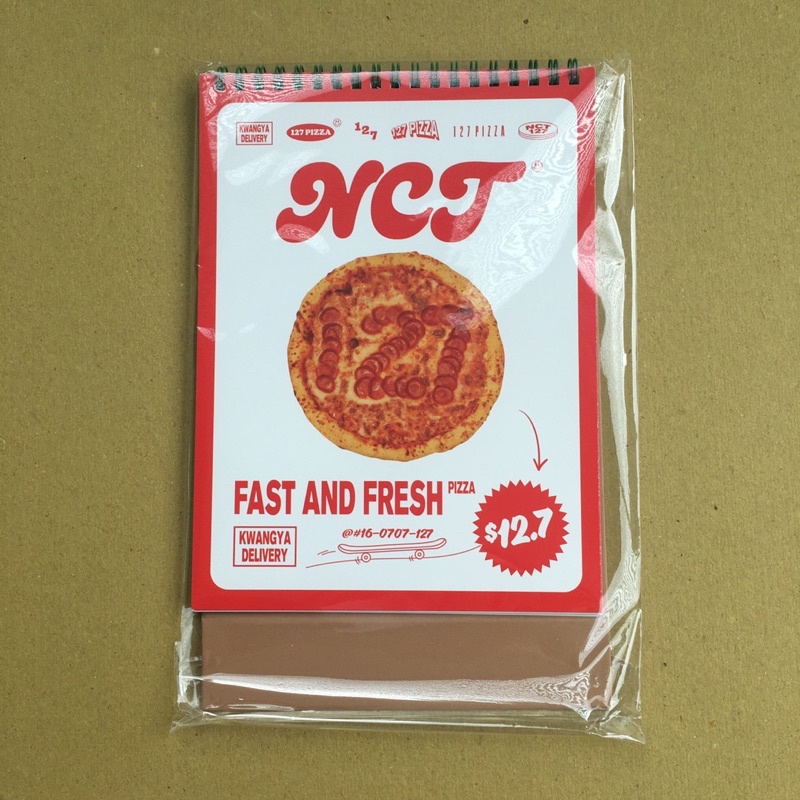 KWANGYA
DELIVERY
127 PIZZA ®
127
127 PIZZA
127 PIZZA
NCT
127
NCT ®
127
FAST AND FRESH PIZZA
KWANGYA
DELIVERY
@#16-0707-127
$12.7